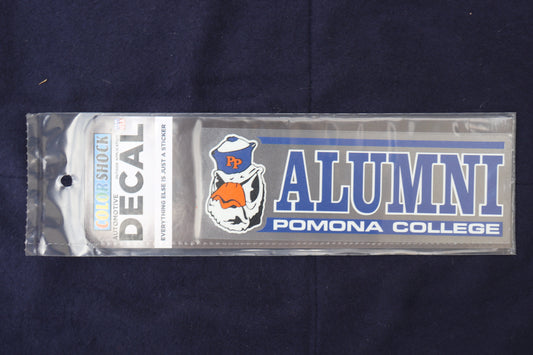 COLORSHOCK
AUTOMOTIVE
DECAL
EVERYTHING ELSE IS JUST A STICKER
PP
ALUMNI
POMONA COLLEGE